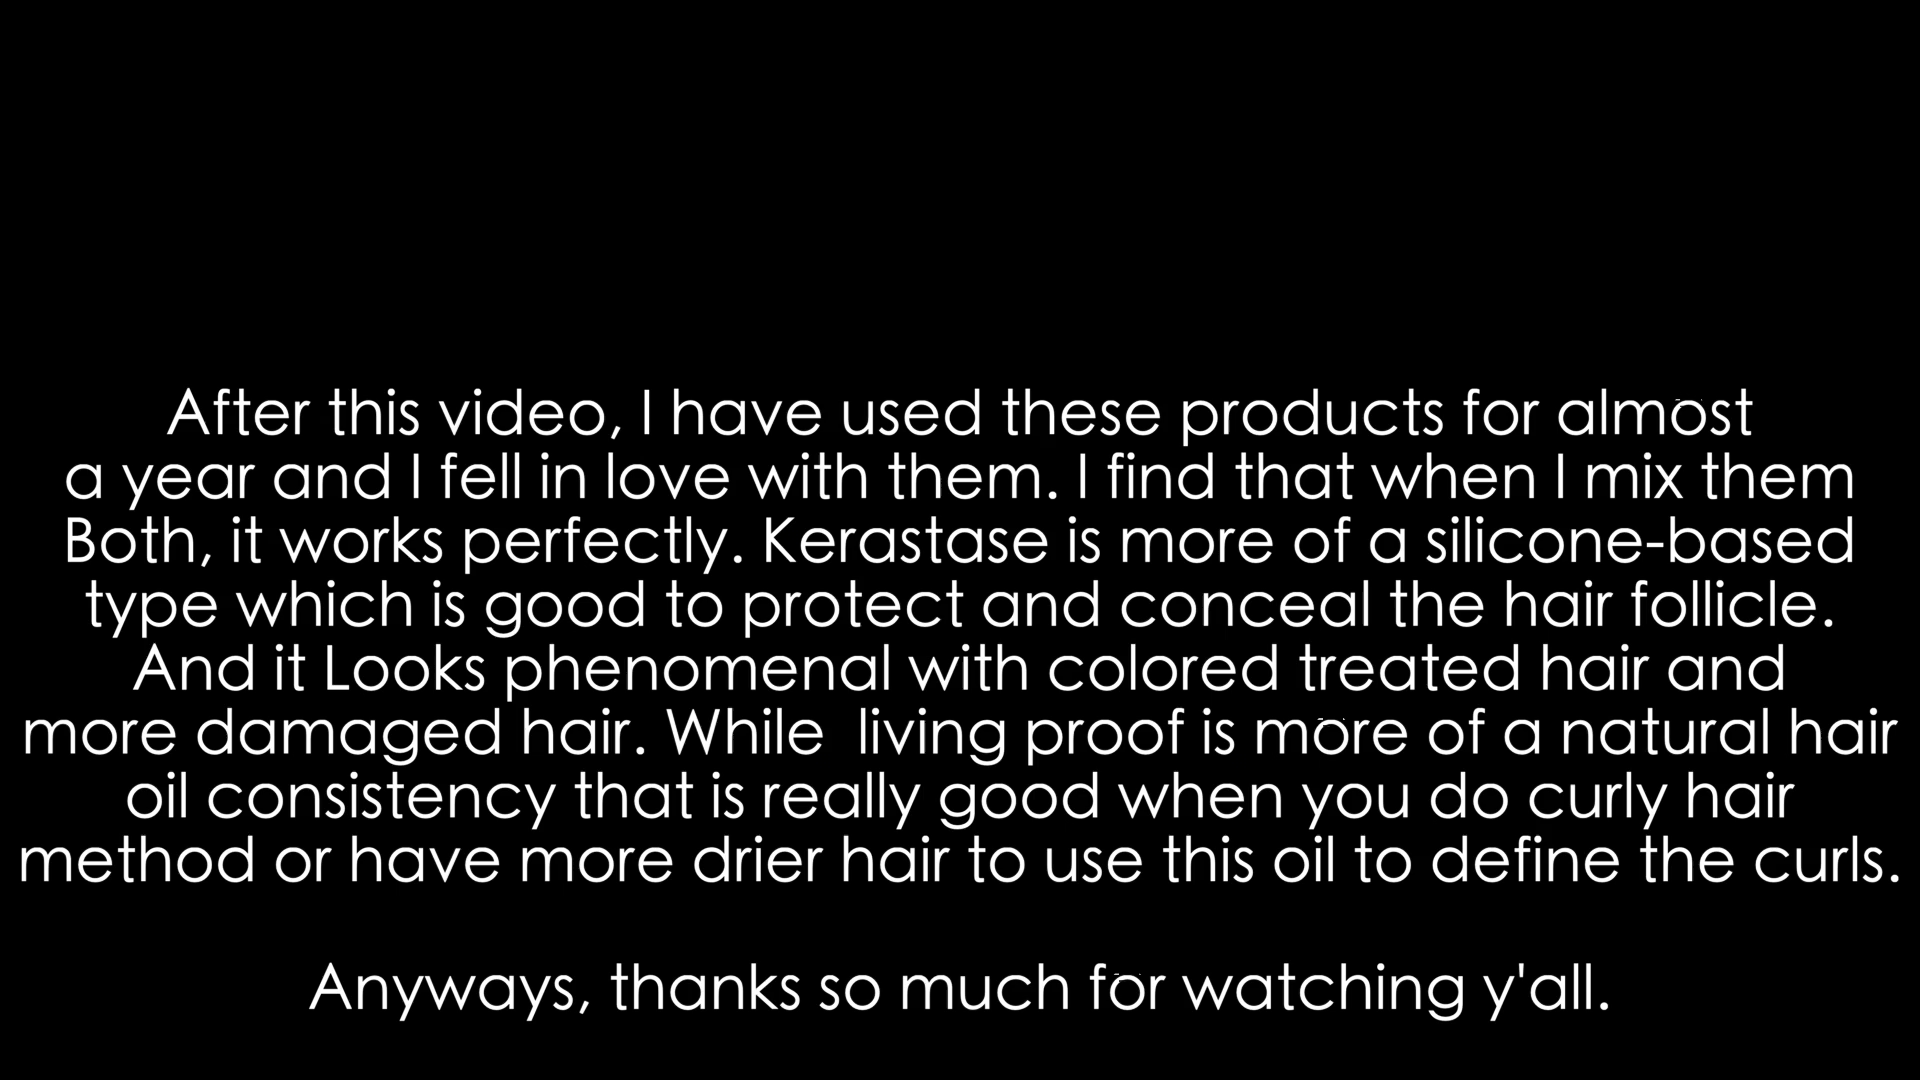 After this video, I have used these products for almost
a year and I fell in love with them. I find that when I mix them
Both, it works perfectly. Kerastase is more of a silicone-based
type which is good to protect and conceal the hair follicle.
And it Looks phenomenal with colored treated hair and
more damaged hair. While  living proof is more of a natural hair
oil consistency that is really good when you do curly hair
method or have more drier hair to use this oil to define the curls.
Anyways, thanks so much for watching y'all.